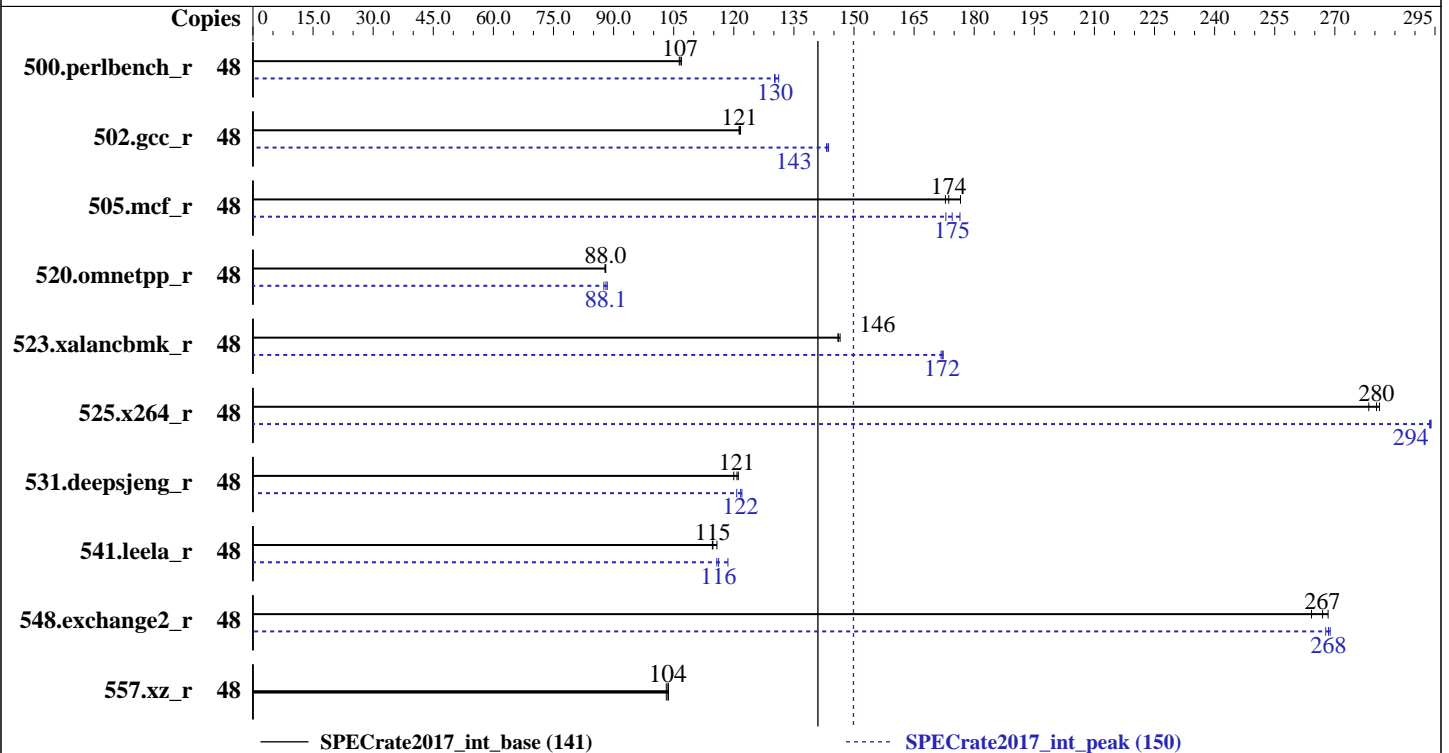 Copies 0 15.0 30.0 45.0 60.0 75.0 90.0 105 120 135 150 165 180 195 210 225 240 255 270 295
107
500.perlbench_r 48
130
121
502.gcc_r 48
143
174
505.mcf_r 48
175
88.0
520.omnetpp_r 48
88.1
146
523.xalancbmk_r 48
172
280
525.x264_r 48
294
121
531.deepsjeng_r 48
122
115
541.leela_r 48
116
267
548.exchange2_r 48
268
104
557.xz_r 48
SPECrate2017_int_base (141) SPECrate2017_int_peak (150)